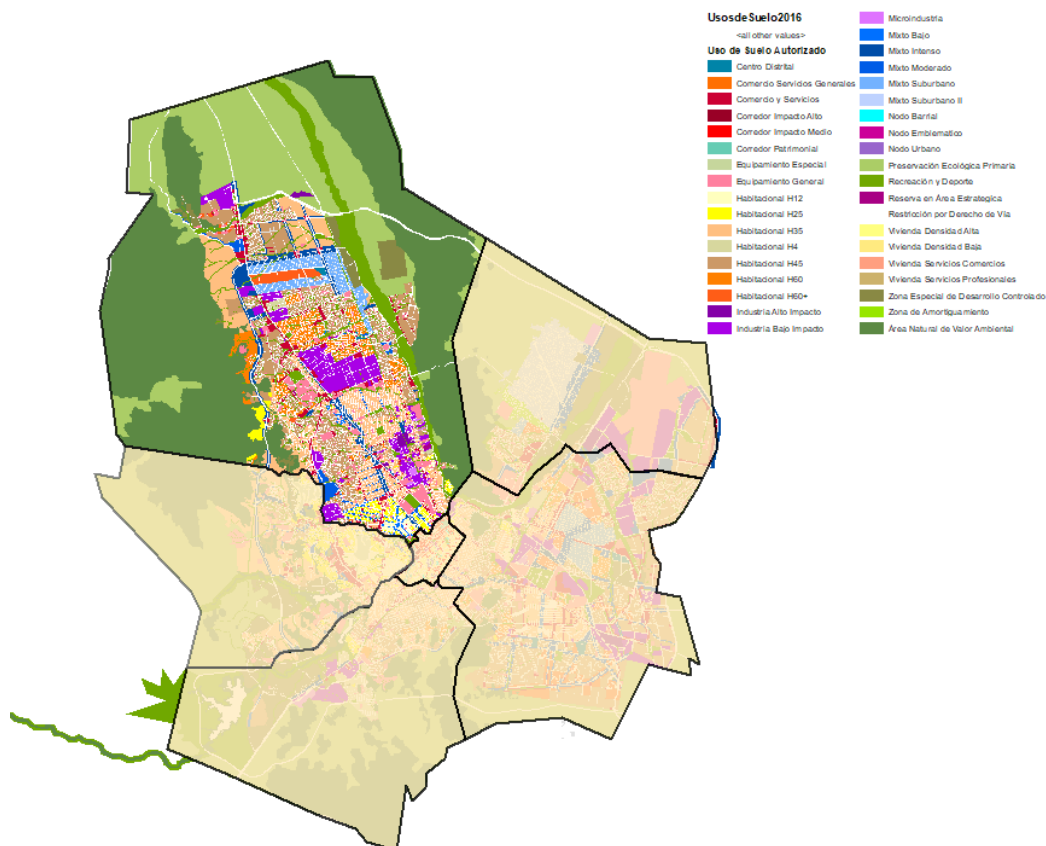 UsosdeSuelo2016
<all other values>
Uso de Suelo Autorizado
Centro Distrital
Comercio Servicios Generales
Comercio y Servicios
Corredor Impacto Alto
Corredor Impacto Medio
Corredor Patrimonial
Equipamiento Especial
Equipamiento General
Habitacional H12
Habitacional H25
Habitacional H35
Habitacional H4
Habitacional H45
Habitacional H60
Habitacional H60+
Industria Alto Impacto
Industria Bajo Impacto
Microindustria
Mixto Bajo
Mixto Intenso
Mixto Moderado
Mixto Suburbano
Mixto Suburbano II
Nodo Barrial
Nodo Emblematico
Nodo Urbano
Preservación Ecológica Primaria
Recreación y Deporte
Reserva en Área Estrategica
Restricción por Derecho de Vía
Vivienda Densidad Alta
Vivienda Densidad Baja
Vivienda Servicios Comercios
Vivienda Servicios Profesionales
Zona Especial de Desarrollo Controlado
Zona de Amortiguamiento
Área Natural de Valor Ambiental